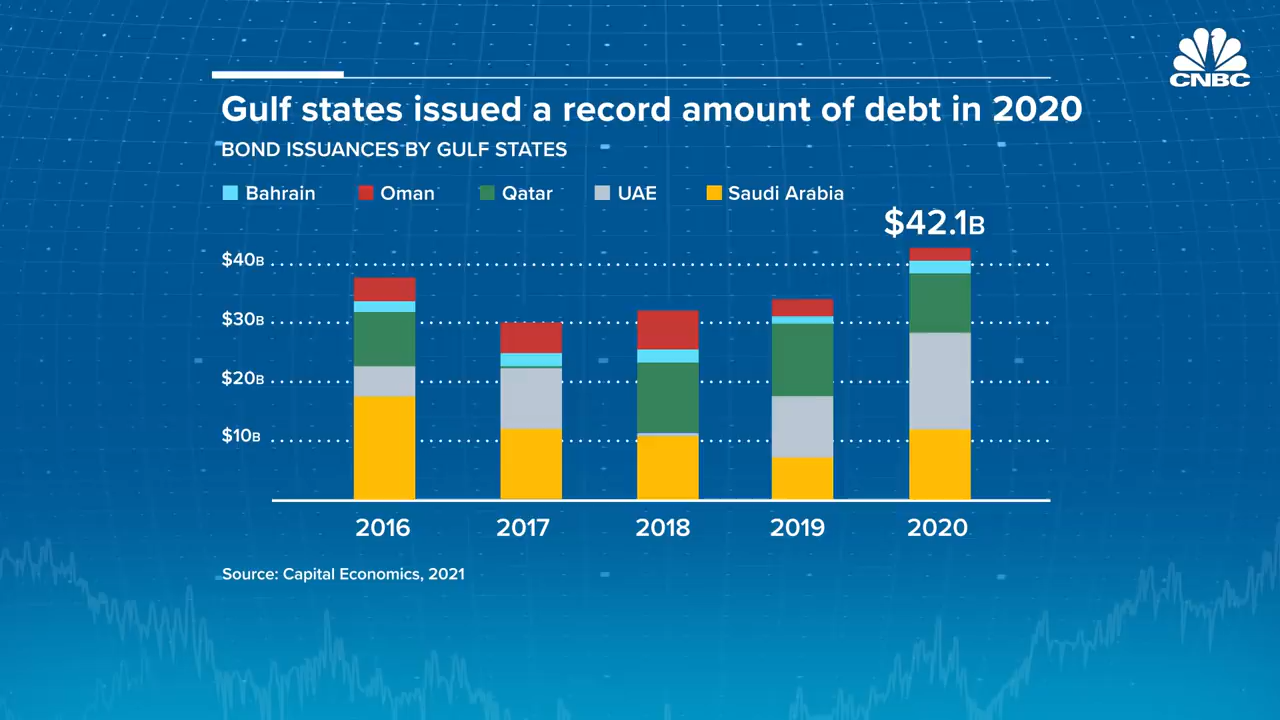 CNBC
Gulf states issued a record amount of debt in 2020
BOND ISSUANCES BY GULF STATES
Bahrain Oman Qatar UAE Saudi Arabia
$42.1B
$40B
$30B
$20B
$10B
2016 2017 2018 2019 2020
Source: Capital Economics, 2021